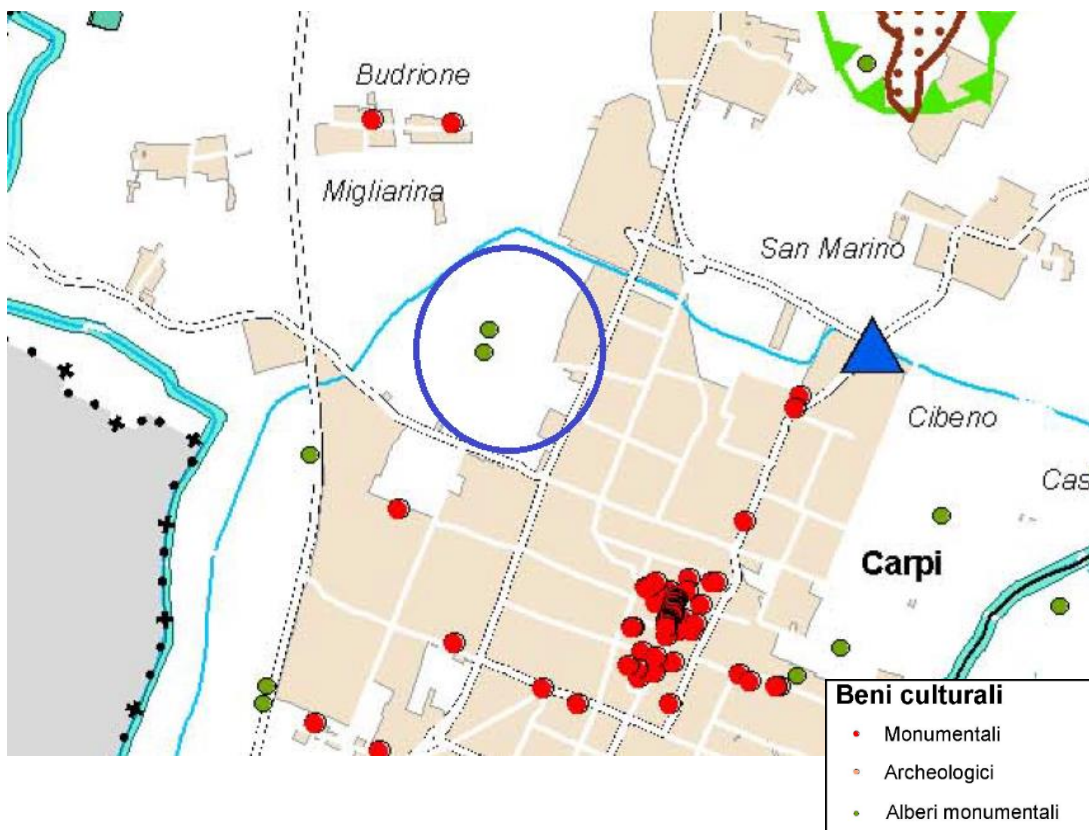 Budrione
Migliarina
San Marino
Cibeno
Cas
Carpi
Beni culturali
Monumentali
Archeologici
Alberi monumentali